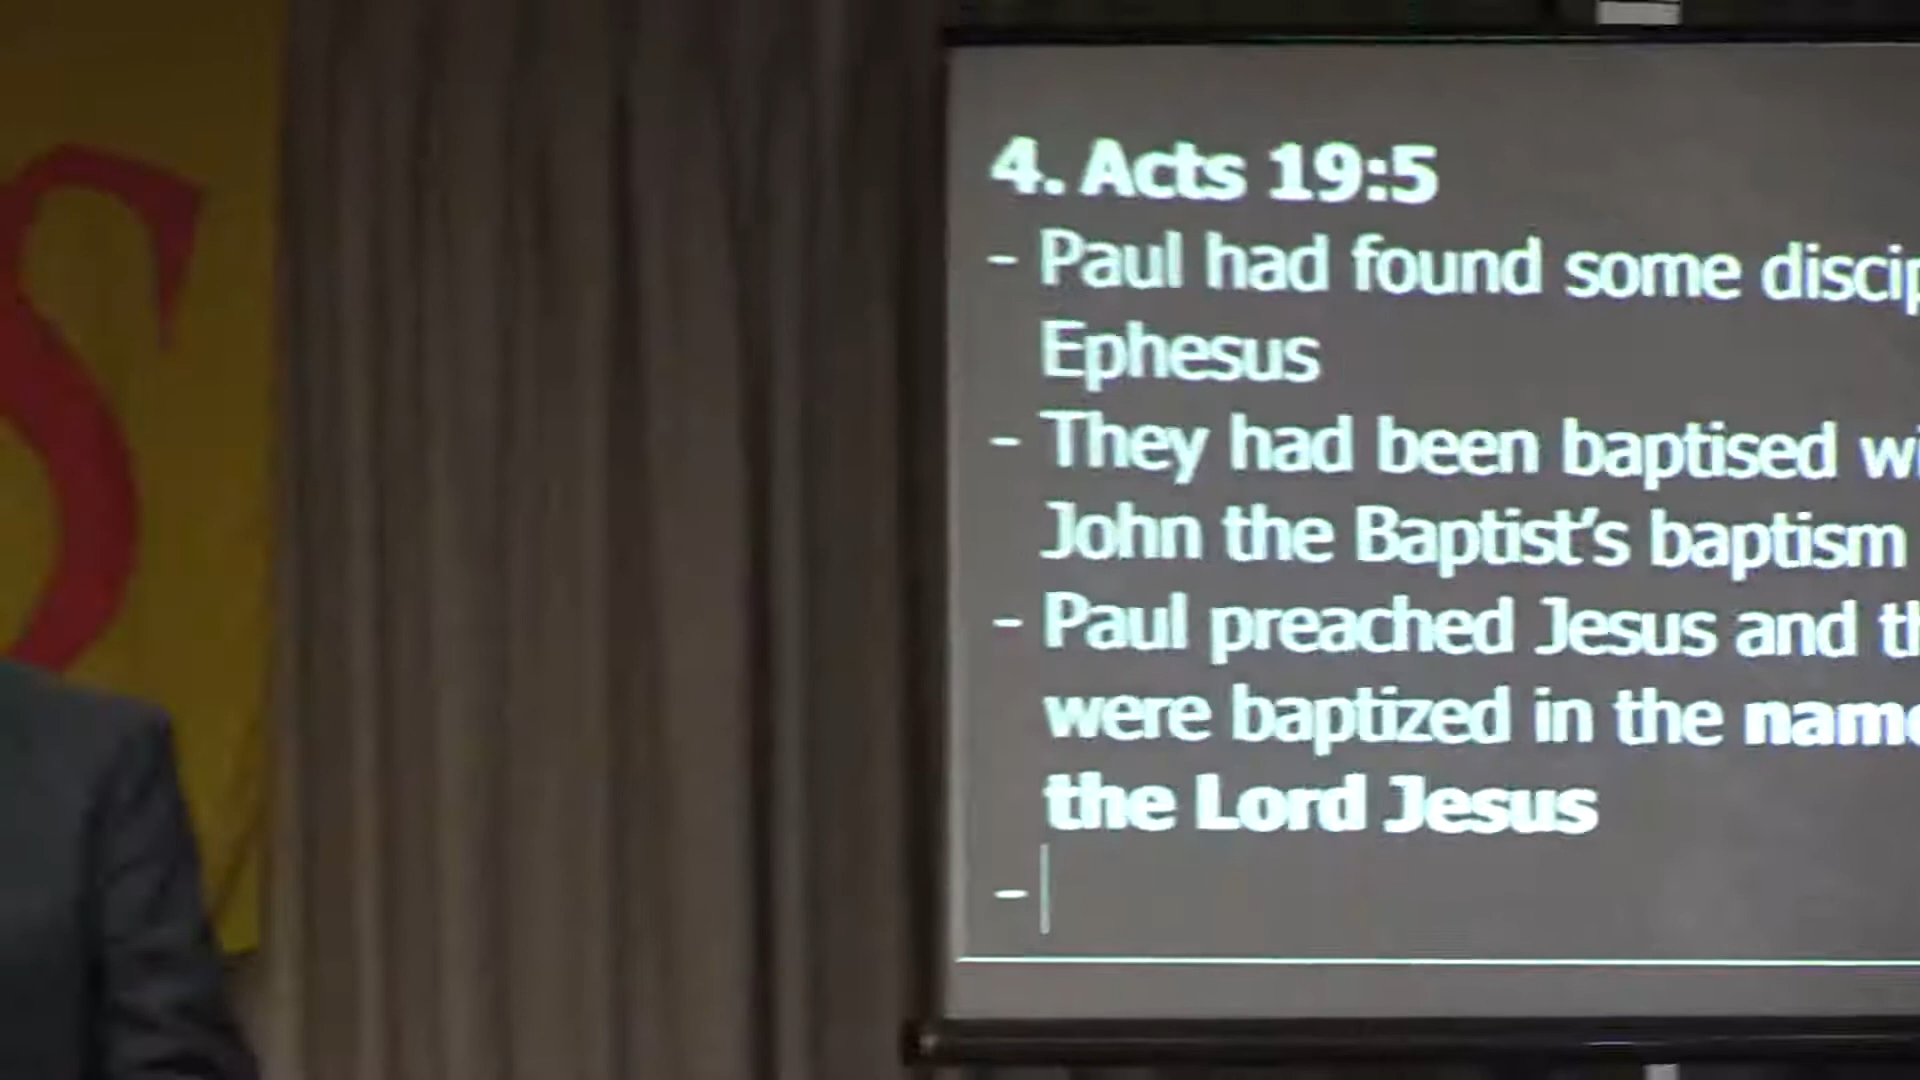 S
4. Acts 19:5
- Paul had found some discip
Ephesus
- They had been baptised wi
John the Baptist's baptism
- Paul preached Jesus and th
were baptized in the name
the Lord Jesus
-